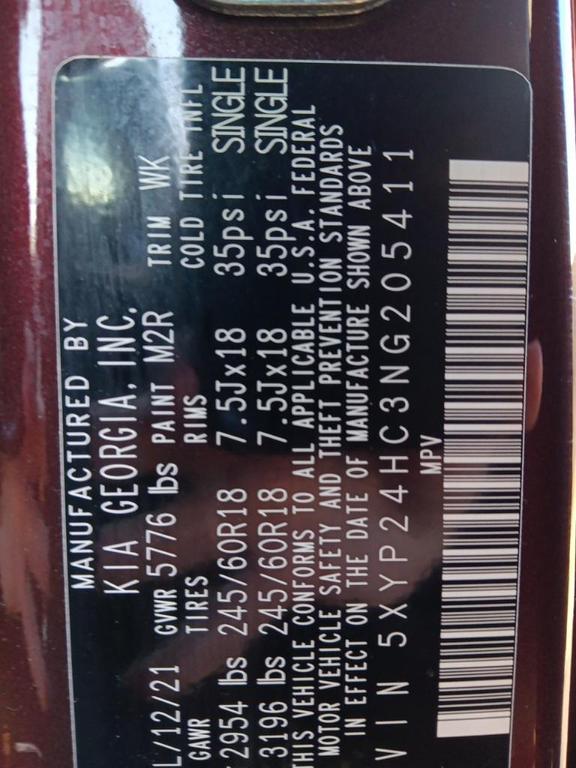 MANUFACTURED BY
KIA GEORGIA, INC.
L/12/21 GVWR 5776 lbs PAINT M2R TRIM WK
GAWR TIRES RIMS COLD TIRE INFL
2954 lbs 245/60R18 7.5Jx18 35psi SINGLE
3196 lbs 245/60R18 7.5Jx18 35psi SINGLE
THIS VEHICLE CONFORMS TO ALL APPLICABLE U.S.A. FEDERAL
MOTOR VEHICLE SAFETY AND THEFT PREVENTION STANDARDS
IN EFFECT ON THE DATE OF MANUFACTURE SHOWN ABOVE
VIN 5XYP24HC3NG205411
MPV